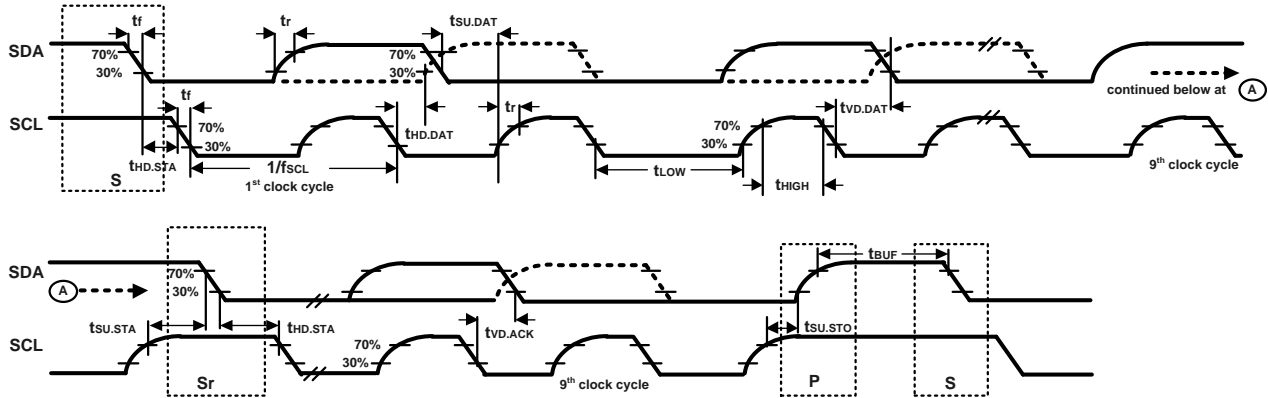 tf
tr
tSU.DAT
SDA
70%
30%
70%
30%
continued below at A
tf
SCL
70%
30%
tHD.STA
S
1/fSCL
1st clock cycle
tHD.DAT
tr
tLOW
70%
30%
tHIGH
tVD.DAT
9th clock cycle
SDA
A
70%
30%
tBUF
tSU.STA
tHD.STA
SCL
70%
30%
tVD.ACK
9th clock cycle
tSU.STO
Sr
P
S